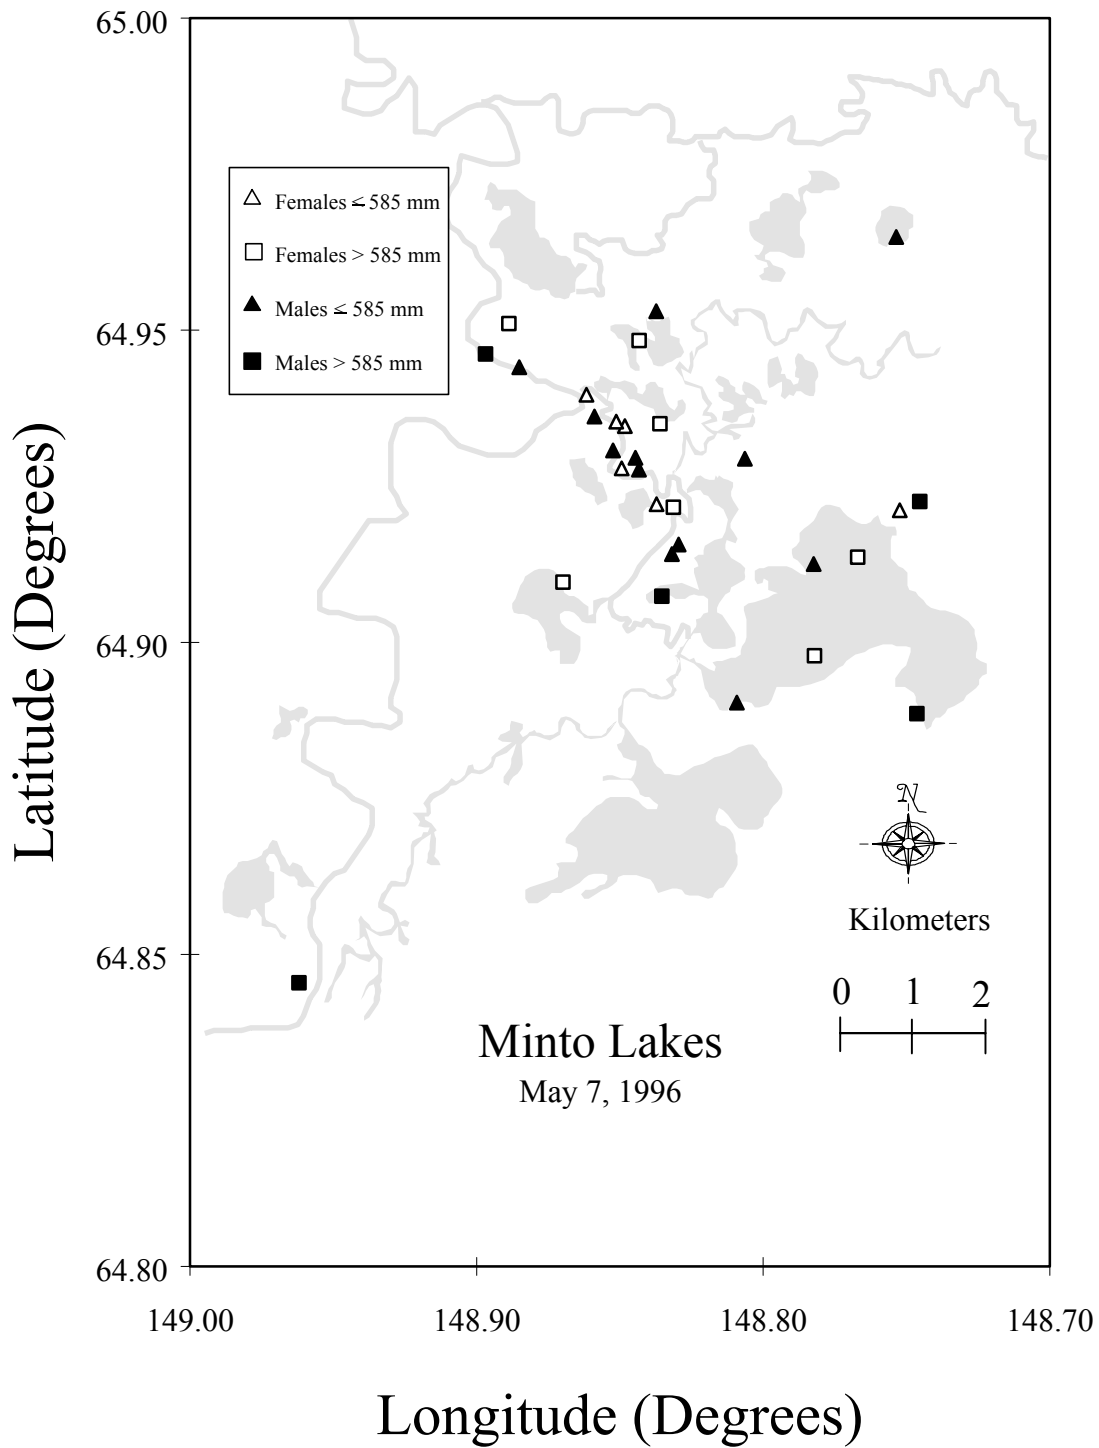 65.00
Females ≤ 585 mm
Females > 585 mm
Males ≤ 585 mm
Males > 585 mm
64.95
64.90
64.85
64.80
Latitude (Degrees)
N
Kilometers
0 1 2
Minto Lakes
May 7, 1996
149.00 148.90 148.80 148.70
Longitude (Degrees)